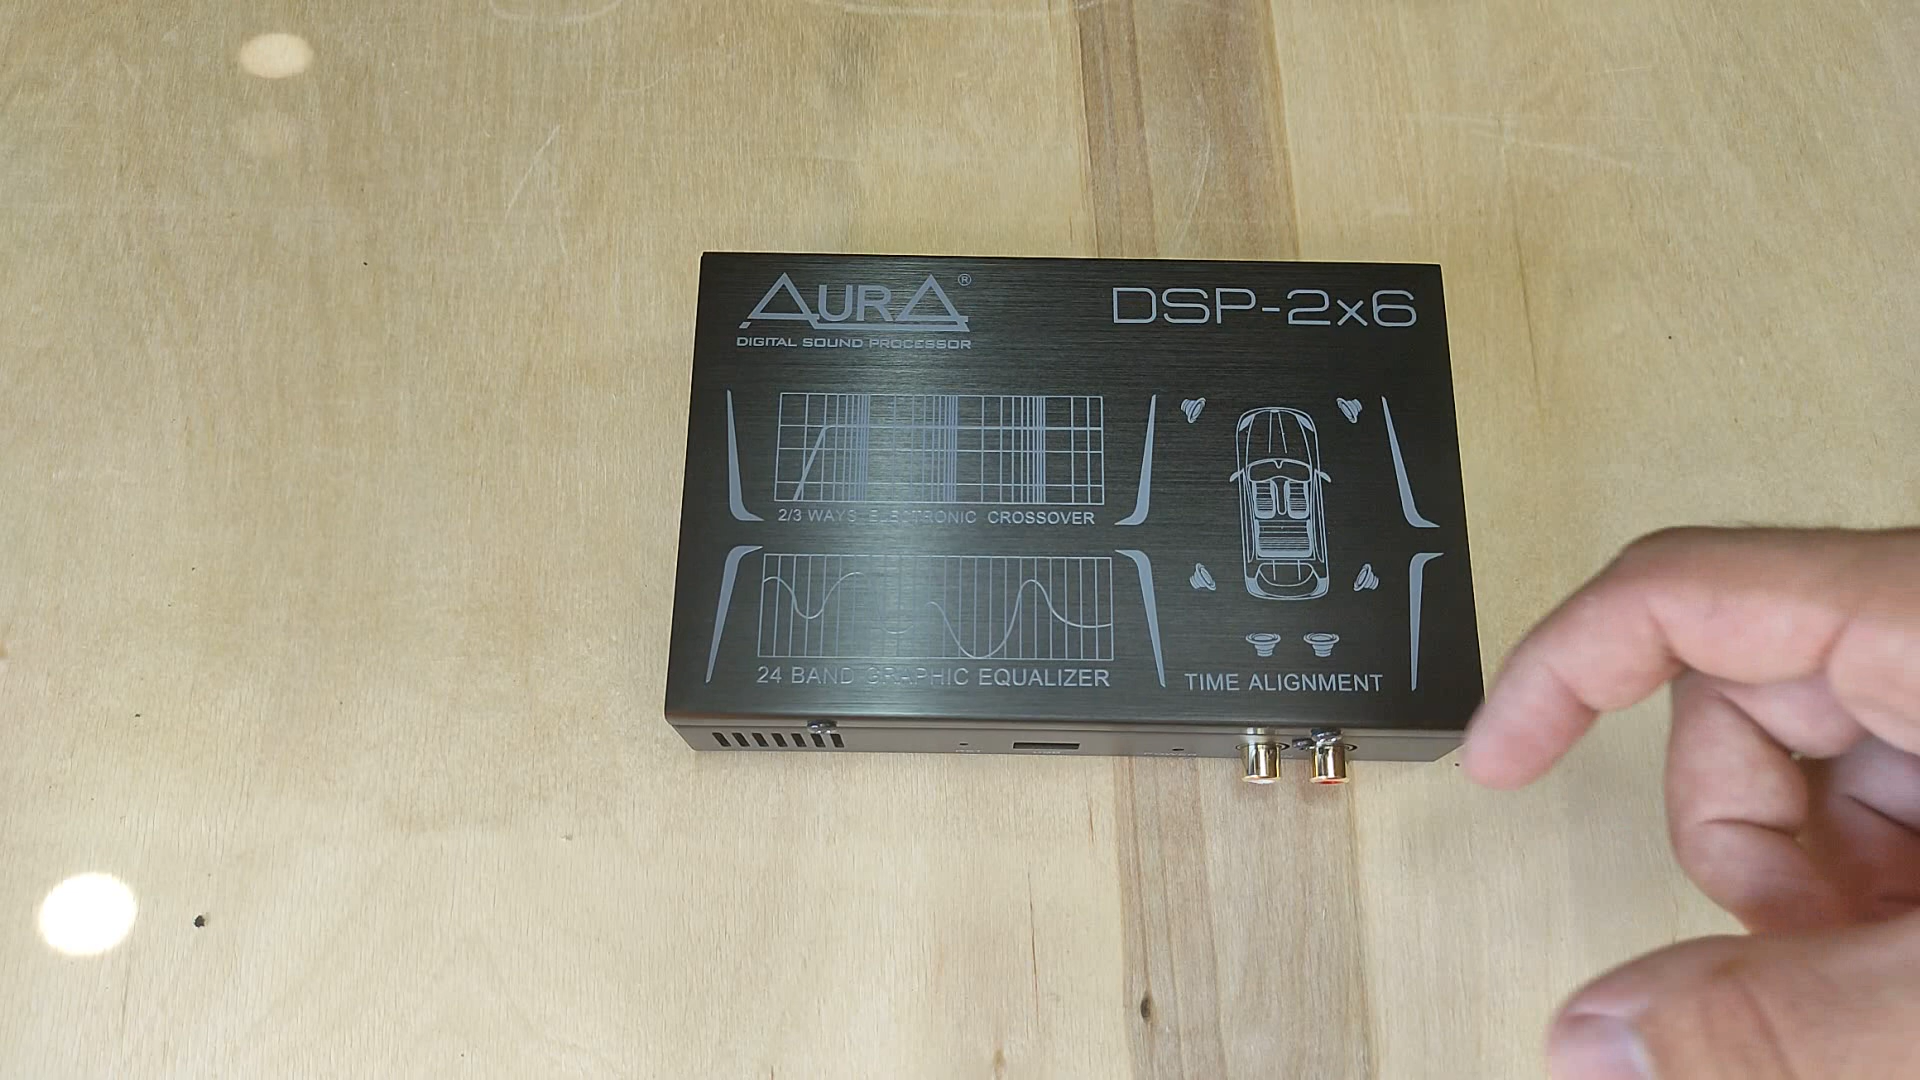 AURA ®
DIGITAL SOUND PROCESSOR
DSP-2x6
2/3 WAYS ELECTRONIC CROSSOVER
24 BAND GRAPHIC EQUALIZER
TIME ALIGNMENT